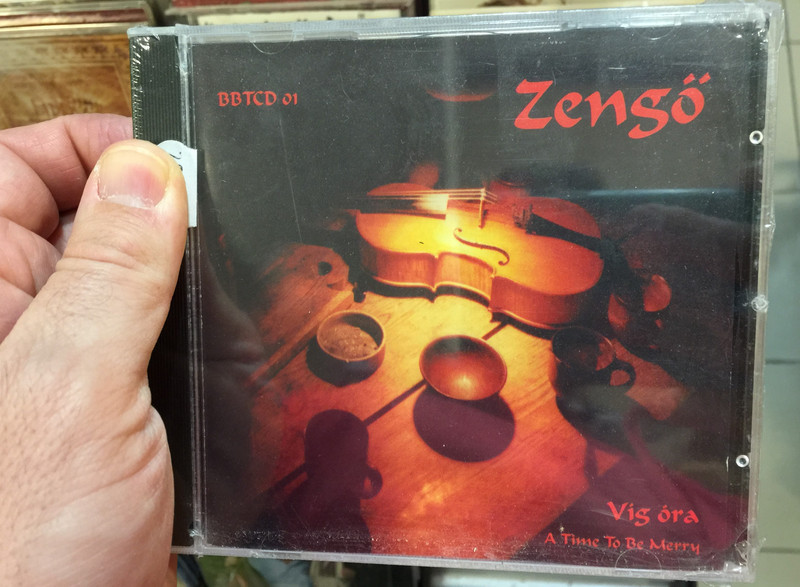 BBTCD 01
Zengő
Víg óra
A Time To Be Merry